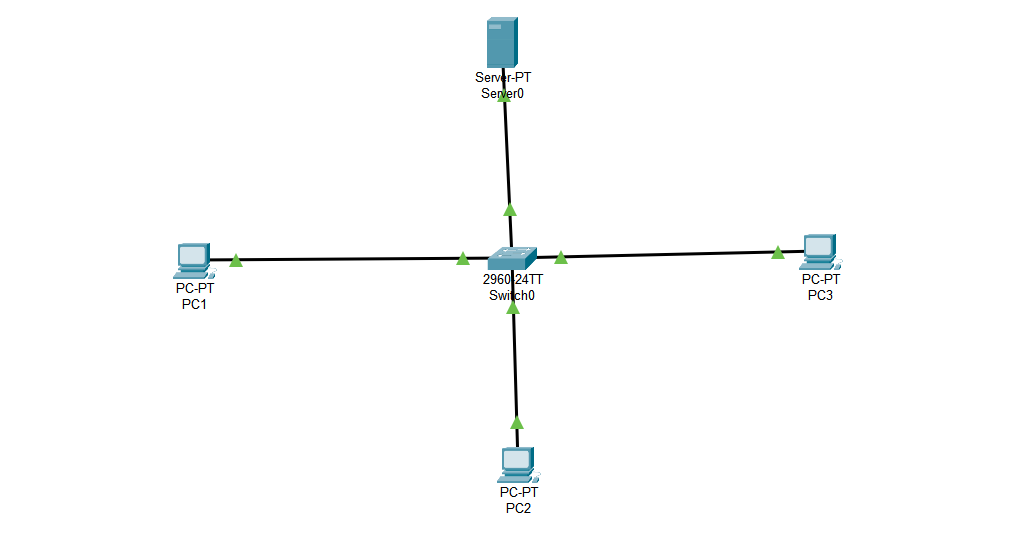 Server-PT
Server0
PC-PT
PC1
2960-24TT
Switch0
PC-PT
PC3
PC-PT
PC2